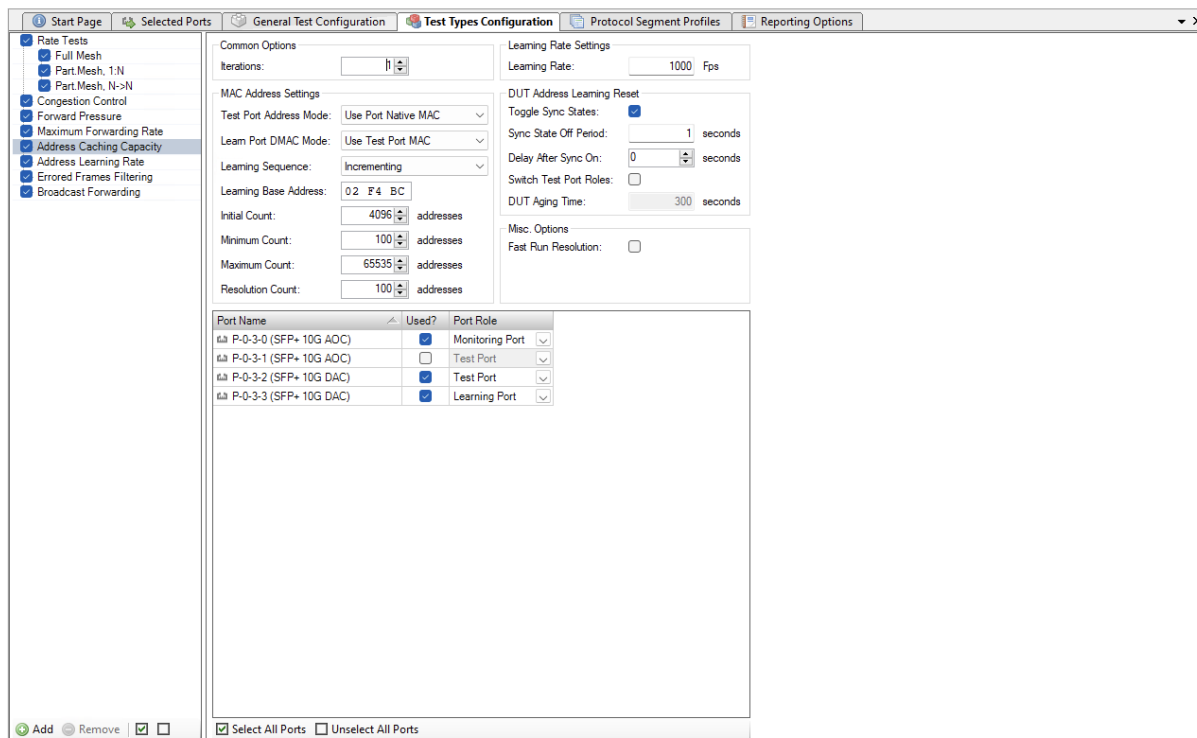 Start Page Selected Ports General Test Configuration Test Types Configuration Protocol Segment Profiles Reporting Options
Rate Tests
Full Mesh
Part.Mesh, 1:N
Part.Mesh, N->N
Congestion Control
Forward Pressure
Maximum Forwarding Rate
Address Caching Capacity
Address Learning Rate
Errored Frames Filtering
Broadcast Forwarding
Common Options
Iterations: 1
MAC Address Settings
Test Port Address Mode: Use Port Native MAC
Learn Port DMAC Mode: Use Test Port MAC
Learning Sequence: Incrementing
Learning Base Address: 02 F4 BC
Initial Count: 4096 addresses
Minimum Count: 100 addresses
Maximum Count: 65535 addresses
Resolution Count: 100 addresses
Learning Rate Settings
Learning Rate: 1000 Fps
DUT Address Learning Reset
Toggle Sync States:
Sync State Off Period: 1 seconds
Delay After Sync On: 0 seconds
Switch Test Port Roles:
DUT Aging Time: 300 seconds
Misc. Options
Fast Run Resolution:
Port Name Used? Port Role
P-0-3-0 (SFP+ 10G AOC) Monitoring Port
P-0-3-1 (SFP+ 10G AOC) Test Port
P-0-3-2 (SFP+ 10G DAC) Test Port
P-0-3-3 (SFP+ 10G DAC) Learning Port
Add Remove
Select All Ports Unselect All Ports